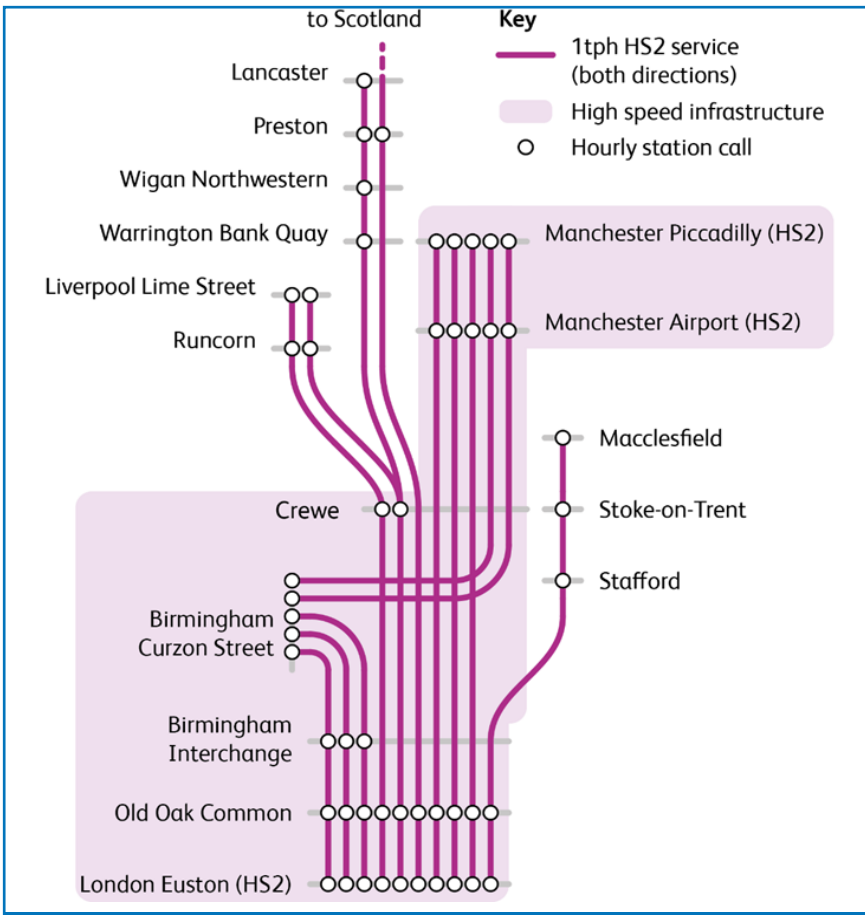 to Scotland
Key
1tph HS2 service
(both directions)
High speed infrastructure
Hourly station call
Lancaster
Preston
Wigan Northwestern
Warrington Bank Quay
Manchester Piccadilly (HS2)
Liverpool Lime Street
Manchester Airport (HS2)
Runcorn
Macclesfield
Crewe
Stoke-on-Trent
Stafford
Birmingham
Curzon Street
Birmingham
Interchange
Old Oak Common
London Euston (HS2)